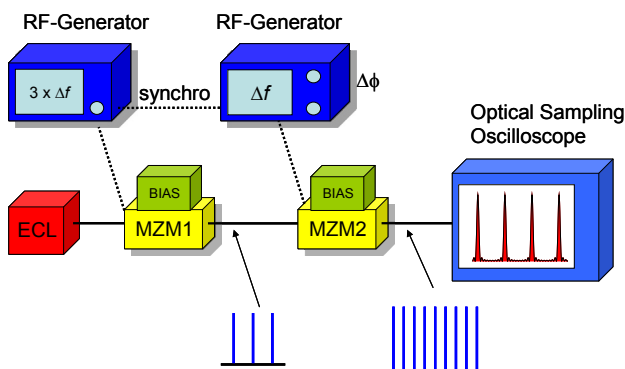 RF-Generator
RF-Generator
3 x Δf
synchro
Δf
Δϕ
Optical Sampling
Oscilloscope
BIAS
BIAS
ECL
MZM1
MZM2